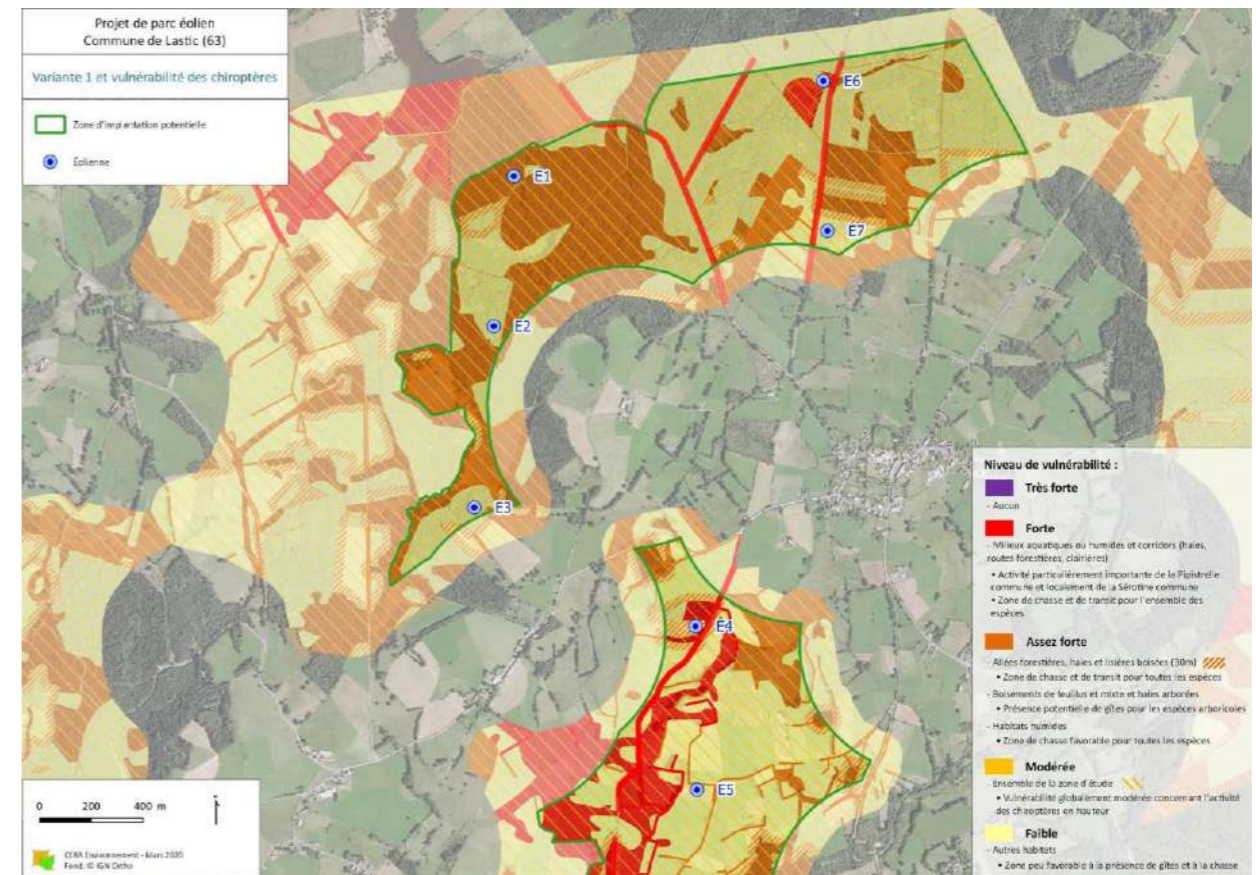 Projet de parc éolien
Commune de Lastic (63)
Variante 1 et vulnérabilité des chiroptères
Zone d'implantation potentielle
Éolienne
E6
E1
E7
E2
E3
E4
E5
Niveau de vulnérabilité :
Très forte
- Aucun
Forte
- Milieux aquatiques ou humides et corridors (haies,
routes forestières, clairières)
• Activité particulièrement importante de la Pipistrelle
commune et localement de la Sérotine commune
• Zone de chasse et de transit pour l'ensemble des
espèces
Assez forte
- Allées forestières, haies et lisières boisées (30m)
• Zone de chasse et de transit pour toutes les espèces
- Boisements de feuillus et mixte et haies arborées
• Présence potentielle de gîtes pour les espèces arboricoles
- Habitats humides
• Zone de chasse favorable pour toutes les espèces
Modérée
- Ensemble de la zone d'étude
• Vulnérabilité globalement modérée concernant l'activité
des chiroptères en hauteur
Faible
- Autres habitats
• Zone peu favorable à la présence de gîtes et à la chasse
0 200 400 m
CERA Environnement - Mars 2020
Fond: © IGN Ortho